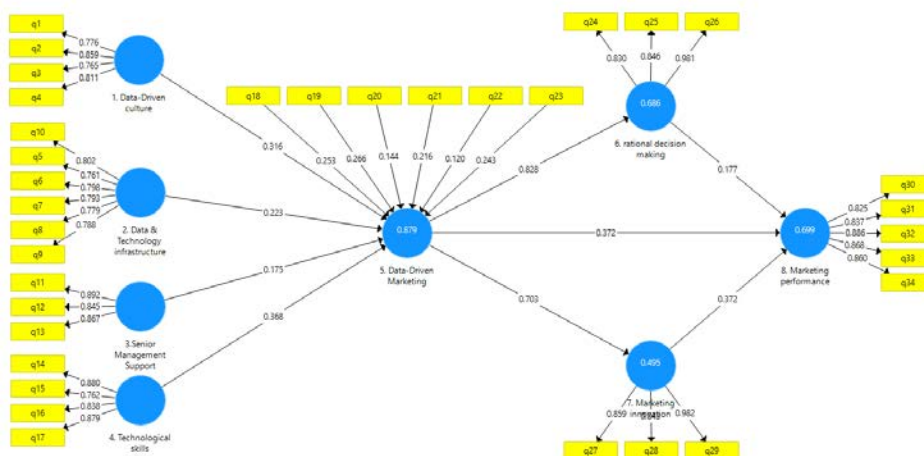 q1
q2
q3
q4
0.776
0.859
0.765
0.811
1. Data-Driven
culture
q10
q5
q6
q7
q8
q9
0.802
0.761
0.798
0.793
0.779
0.788
2. Data &
Technology
infrastructure
q11
q12
q13
0.892
0.845
0.867
3.Senior
Management
Support
q14
q15
q16
q17
0.880
0.762
0.838
0.879
4. Technological
skills
0.316
0.223
0.175
0.368
q18
q19
q20
q21
q22
q23
0.253
0.266
0.144
0.216
0.120
0.243
0.879
5. Data-Driven
Marketing
0.828
0.372
0.703
q24
q25
q26
0.830
0.846
0.981
0.686
6. rational decision
making
0.177
0.495
7. Marketing
innovation
0.859
0.982
q27
q28
q29
0.372
0.699
8. Marketing
performance
0.825
0.837
0.886
0.868
0.860
q30
q31
q32
q33
q34